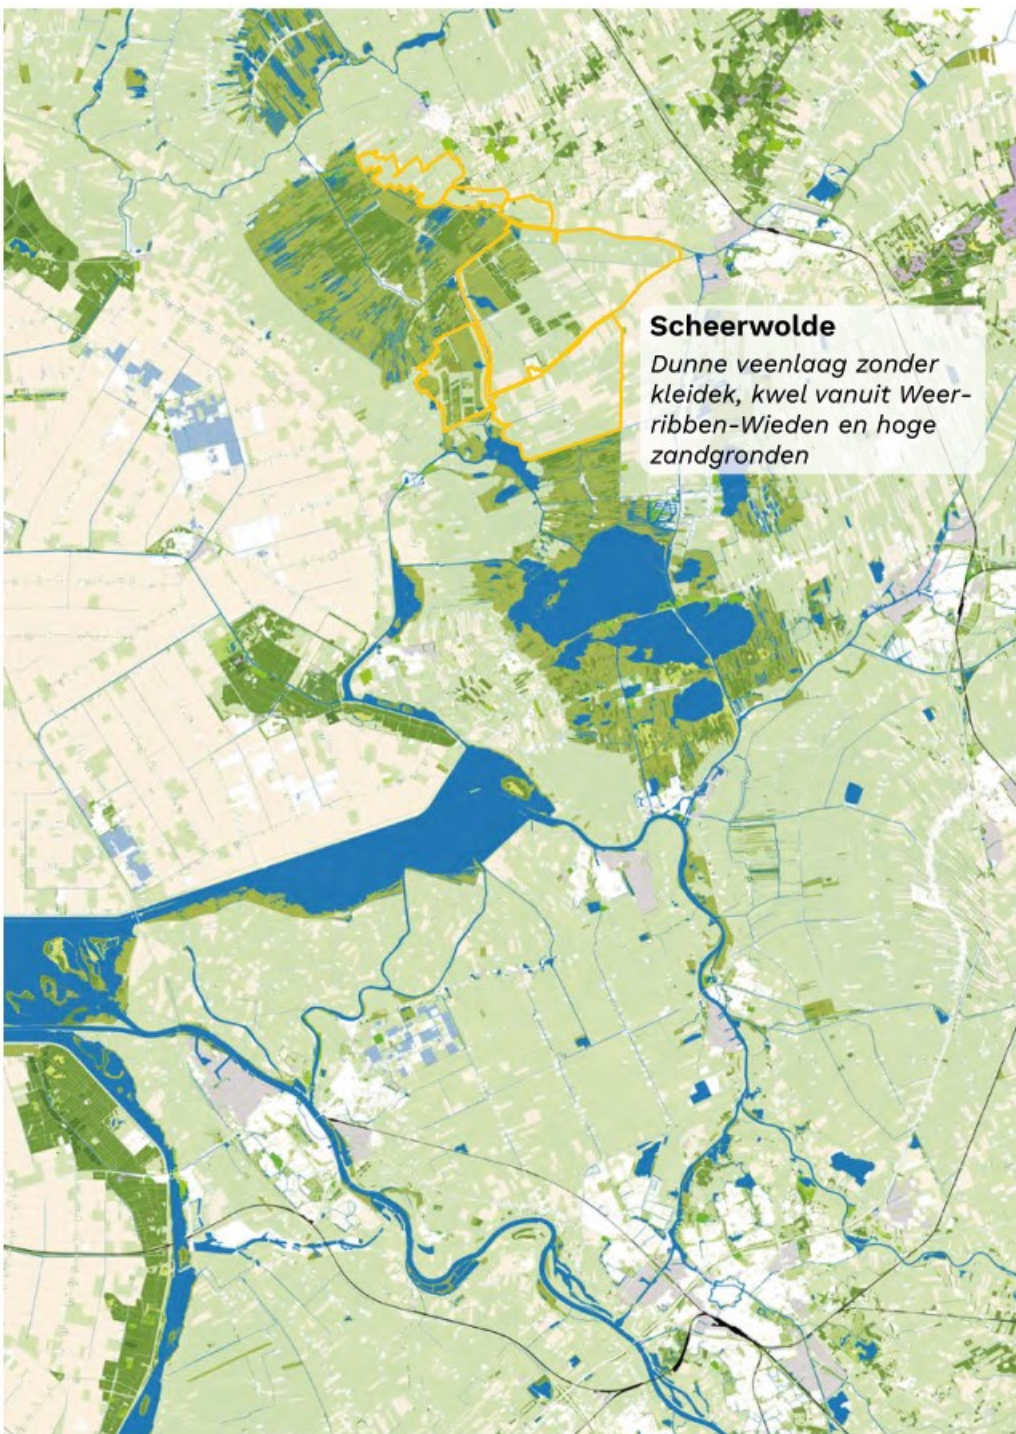 Scheerwolde
Dunne veenlaag zonder
kleidek, kwel vanuit Weer-
ribben-Wieden en hoge
zandgronden